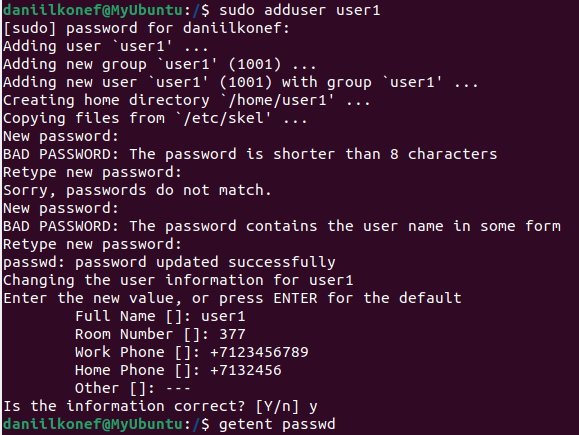 daniilkonef@MyUbuntu:/$ sudo adduser user1
[sudo] password for daniilkonef:
Adding user `user1' ...
Adding new group `user1' (1001) ...
Adding new user `user1' (1001) with group `user1' ...
Creating home directory `/home/user1' ...
Copying files from `/etc/skel' ...
New password:
BAD PASSWORD: The password is shorter than 8 characters
Retype new password:
Sorry, passwords do not match.
New password:
BAD PASSWORD: The password contains the user name in some form
Retype new password:
passwd: password updated successfully
Changing the user information for user1
Enter the new value, or press ENTER for the default
Full Name []: user1
Room Number []: 377
Work Phone []: +7123456789
Home Phone []: +7132456
Other []: ---
Is the information correct? [Y/n] y
daniilkonef@MyUbuntu:/$ getent passwd